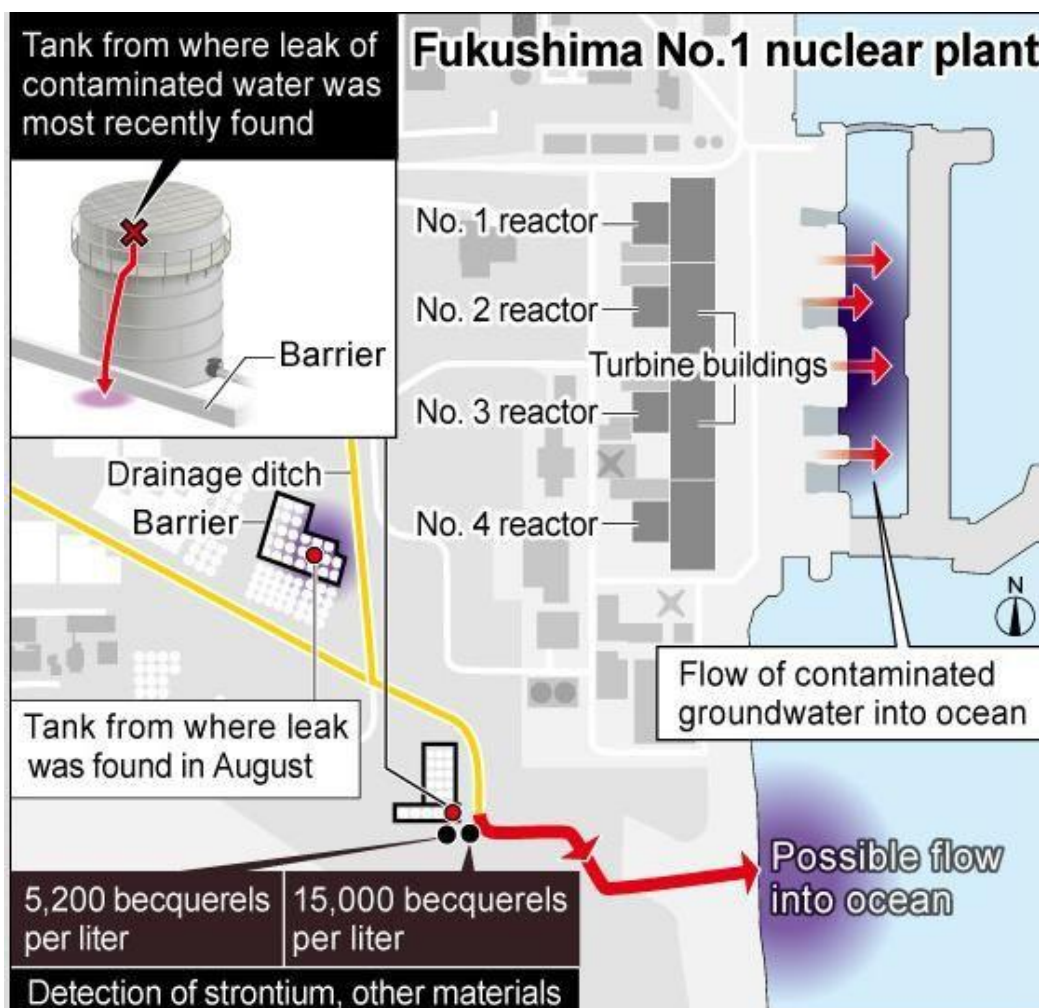 Tank from where leak of
contaminated water was
most recently found
Fukushima No.1 nuclear plant
Barrier
No. 1 reactor
No. 2 reactor
Turbine buildings
No. 3 reactor
No. 4 reactor
Drainage ditch
Barrier
N
Flow of contaminated
groundwater into ocean
Tank from where leak
was found in August
Possible flow
into ocean
5,200 becquerels
per liter
15,000 becquerels
per liter
Detection of strontium, other materials